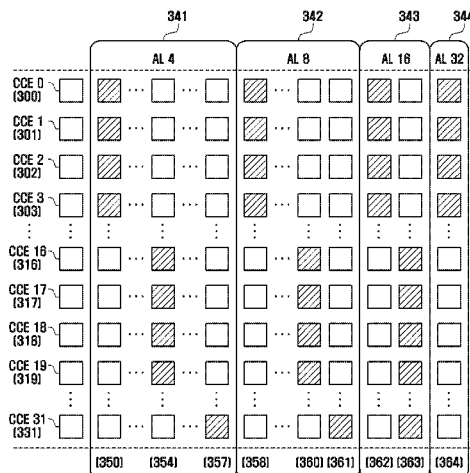 341 342 343 344
AL 4 AL 8 AL 16 AL 32
CCE 0
[300]
CCE 1
[301]
CCE 2
[302]
CCE 3
[303]
CCE 16
[316]
CCE 17
[317]
CCE 18
[318]
CCE 19
[319]
CCE 31
[331]
[350] [354] [357] [358] [360] [361] [362] [363] [364]